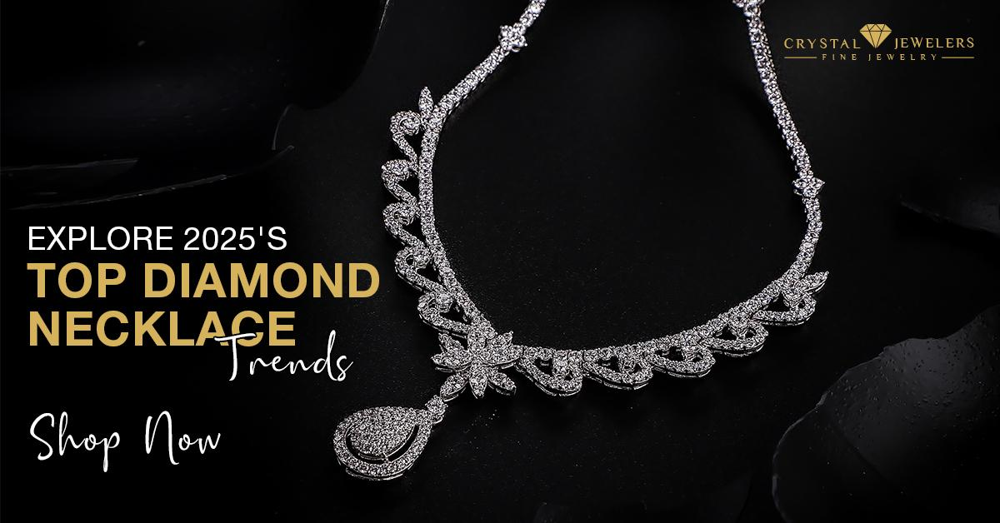 CRYSTAL JEWELERS
FINE JEWELRY
EXPLORE 2025'S
TOP DIAMOND
NECKLACE
Trends
Shop Now